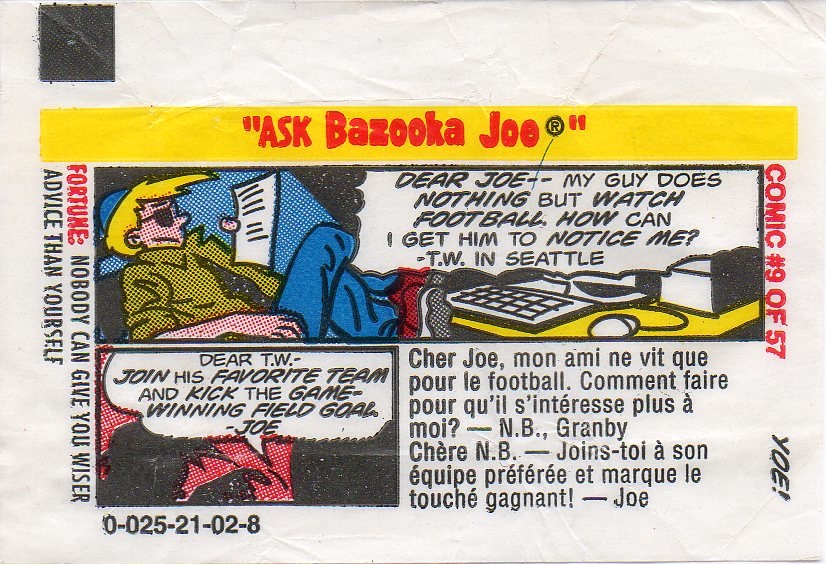 "ASK Bazooka Joe®"
DEAR JOE-- MY GUY DOES
NOTHING BUT WATCH
FOOTBALL. HOW CAN
I GET HIM TO NOTICE ME?
-T.W. IN SEATTLE
DEAR T.W.-
JOIN HIS FAVORITE TEAM
AND KICK THE GAME-
WINNING FIELD GOAL.
-JOE
Cher Joe, mon ami ne vit que
pour le football. Comment faire
pour qu'il s'intéresse plus à
moi? — N.B., Granby
Chère N.B. — Joins-toi à son
équipe préférée et marque le
touché gagnant! — Joe
FORTUNE: NOBODY CAN GIVE YOU WISER
ADVICE THAN YOURSELF
COMIC #9 OF 57
YOE!
0-025-21-02-8